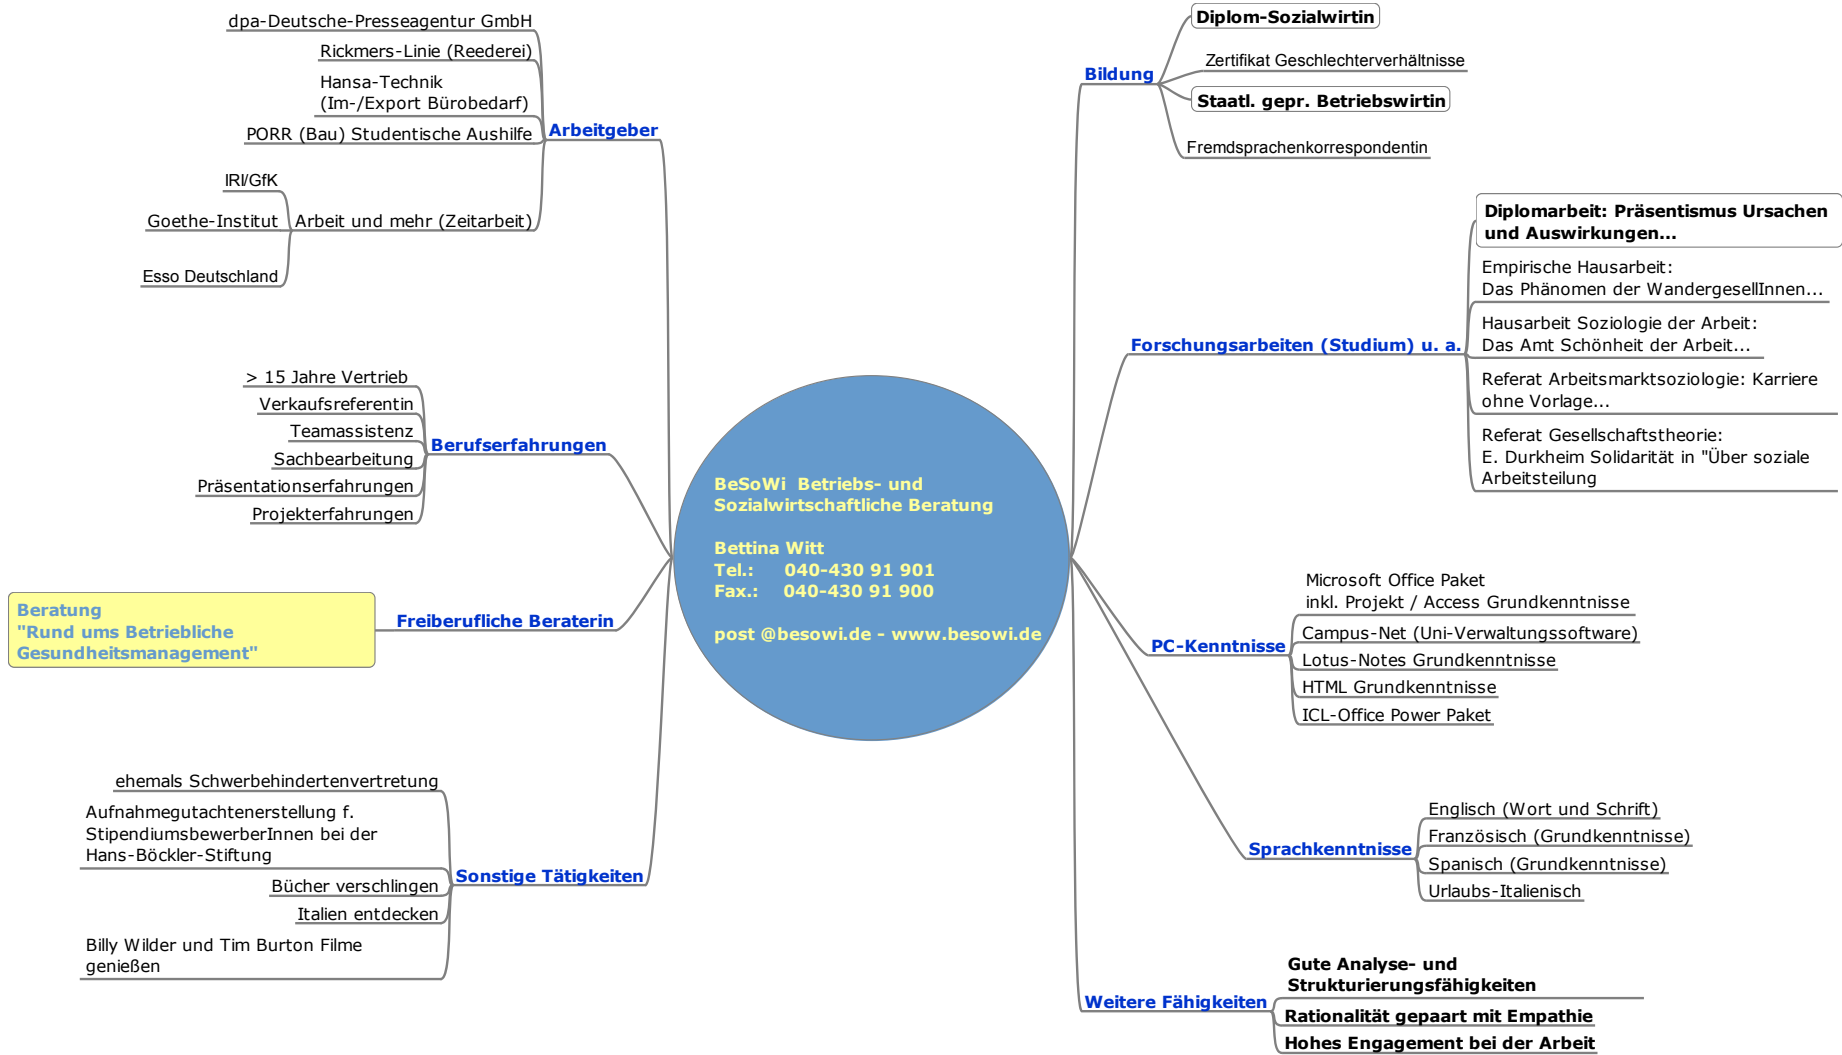 dpa-Deutsche-Presseagentur GmbH
Rickmers-Linie (Reederei)
Hansa-Technik
(Im-/Export Bürobedarf)
PORR (Bau) Studentische Aushilfe
Arbeitgeber
IRI/GfK
Goethe-Institut
Arbeit und mehr (Zeitarbeit)
Esso Deutschland
> 15 Jahre Vertrieb
Verkaufsreferentin
Teamassistenz
Sachbearbeitung
Präsentationserfahrungen
Projekterfahrungen
Berufserfahrungen
Beratung
"Rund ums Betriebliche
Gesundheitsmanagement"
Freiberufliche Beraterin
ehemals Schwerbehindertenvertretung
Aufnahmegutachtenerstellung f.
StipendiumsbewerberInnen bei der
Hans-Böckler-Stiftung
Bücher verschlingen
Italien entdecken
Billy Wilder und Tim Burton Filme
genießen
Sonstige Tätigkeiten
BeSoWi  Betriebs- und
Sozialwirtschaftliche Beratung
Bettina Witt
Tel.: 040-430 91 901
Fax.: 040-430 91 900
post @besowi.de - www.besowi.de
Bildung
Diplom-Sozialwirtin
Zertifikat Geschlechterverhältnisse
Staatl. gepr. Betriebswirtin
Fremdsprachenkorrespondentin
Forschungsarbeiten (Studium) u. a.
Diplomarbeit: Präsentismus Ursachen
und Auswirkungen...
Empirische Hausarbeit:
Das Phänomen der WandergesellInnen...
Hausarbeit Soziologie der Arbeit:
Das Amt Schönheit der Arbeit...
Referat Arbeitsmarktsoziologie: Karriere
ohne Vorlage...
Referat Gesellschaftstheorie:
E. Durkheim Solidarität in "Über soziale
Arbeitsteilung
PC-Kenntnisse
Microsoft Office Paket
inkl. Projekt / Access Grundkenntnisse
Campus-Net (Uni-Verwaltungssoftware)
Lotus-Notes Grundkenntnisse
HTML Grundkenntnisse
ICL-Office Power Paket
Sprachkenntnisse
Englisch (Wort und Schrift)
Französisch (Grundkenntnisse)
Spanisch (Grundkenntnisse)
Urlaubs-Italienisch
Weitere Fähigkeiten
Gute Analyse- und
Strukturierungsfähigkeiten
Rationalität gepaart mit Empathie
Hohes Engagement bei der Arbeit